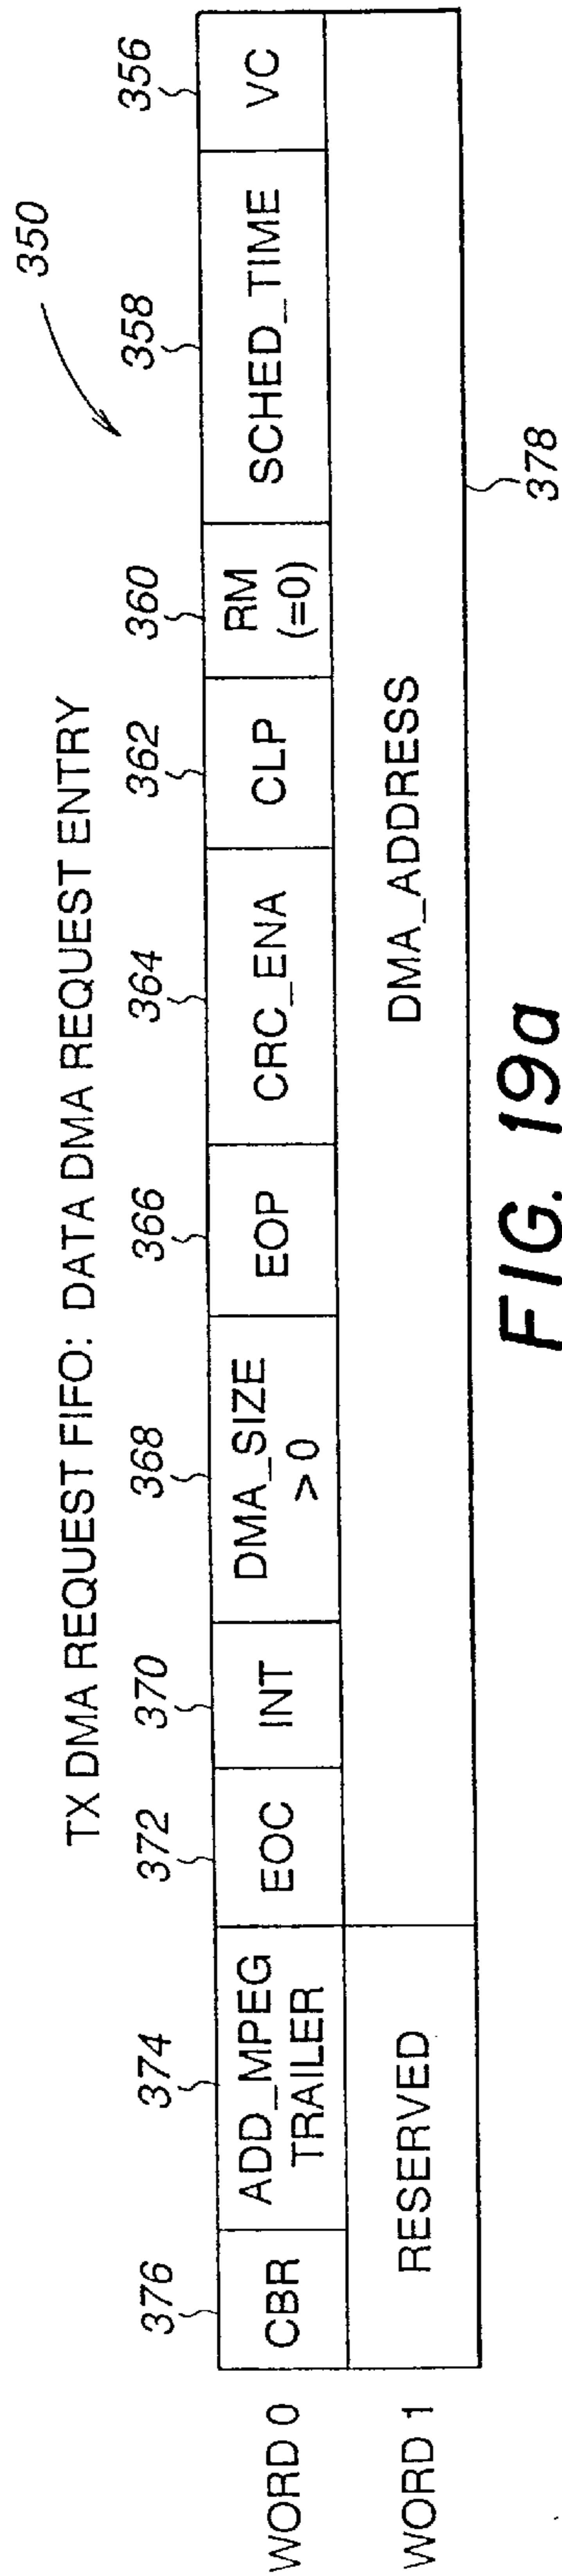 TX DMA REQUEST FIFO: DATA DMA REQUEST ENTRY
350
376 374 372 370 368 366 364 362 360 358 356
WORD 0 CBR ADD_MPEG TRAILER EOC INT DMA_SIZE > 0 EOP CRC_ENA CLP RM (=0) SCHED_TIME VC
WORD 1 RESERVED DMA_ADDRESS
378
FIG. 19a